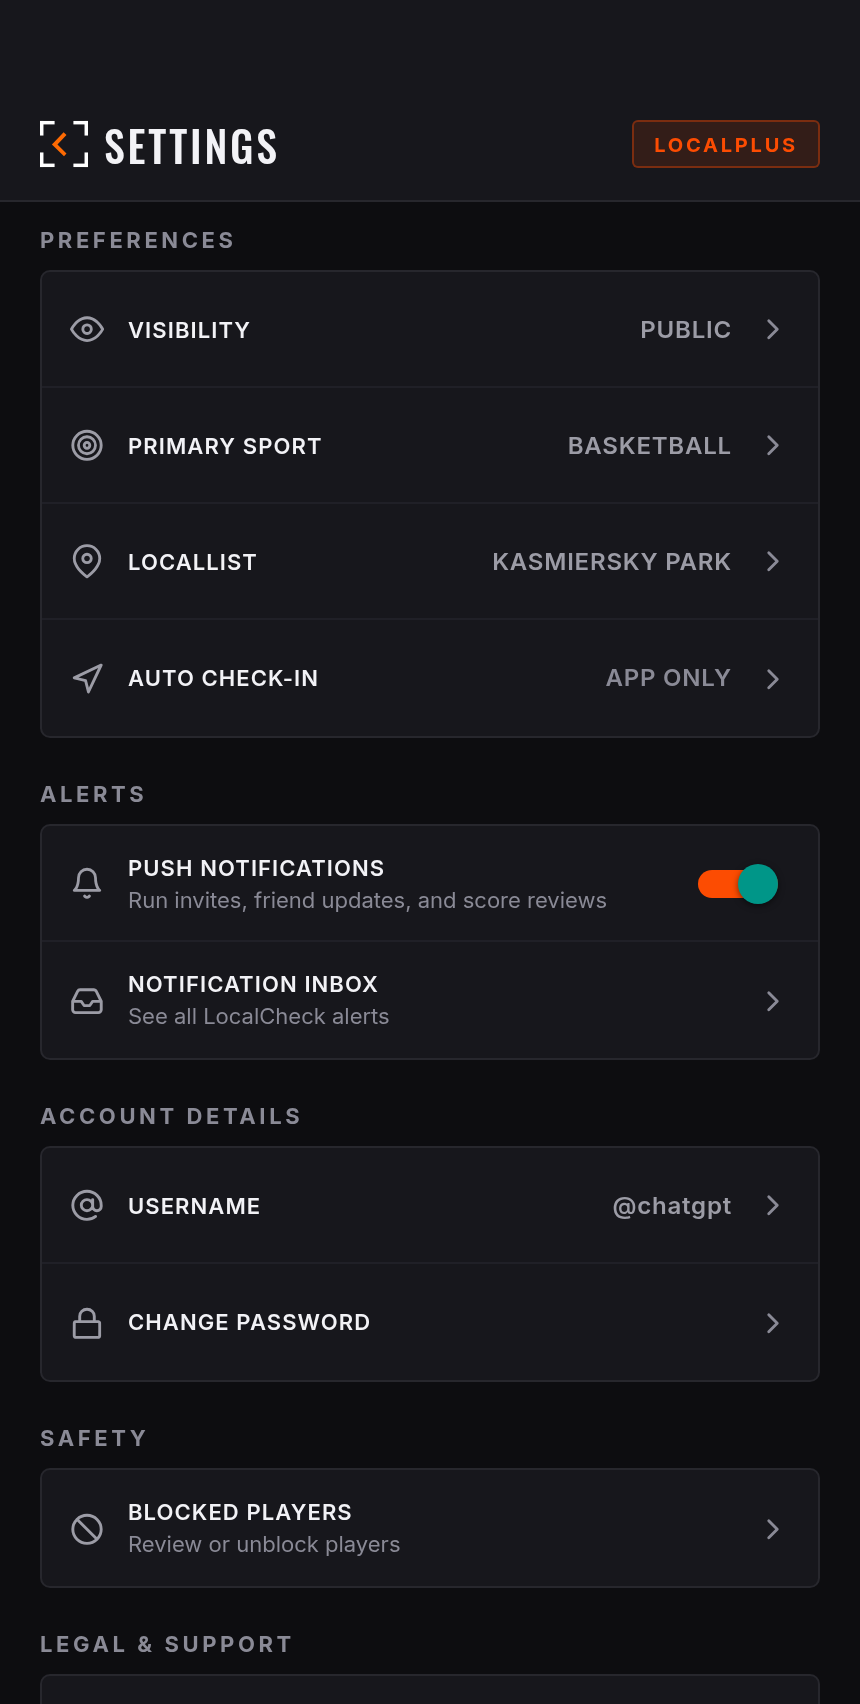 SETTINGS
LOCALPLUS
PREFERENCES
VISIBILITY
PUBLIC
PRIMARY SPORT
BASKETBALL
LOCALLIST
KASMIERSKY PARK
AUTO CHECK-IN
APP ONLY
ALERTS
PUSH NOTIFICATIONS
Run invites, friend updates, and score reviews
NOTIFICATION INBOX
See all LocalCheck alerts
ACCOUNT DETAILS
USERNAME
@chatgpt
CHANGE PASSWORD
SAFETY
BLOCKED PLAYERS
Review or unblock players
LEGAL & SUPPORT